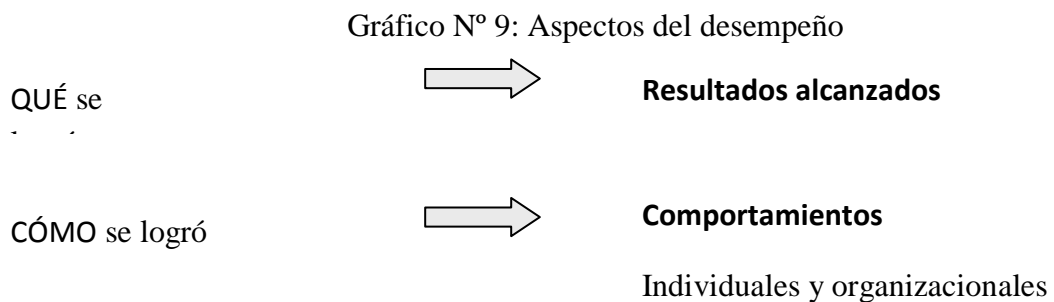 Gráfico Nº 9: Aspectos del desempeño
QUÉ se
Resultados alcanzados
CÓMO se logró
Comportamientos
Individuales y organizacionales